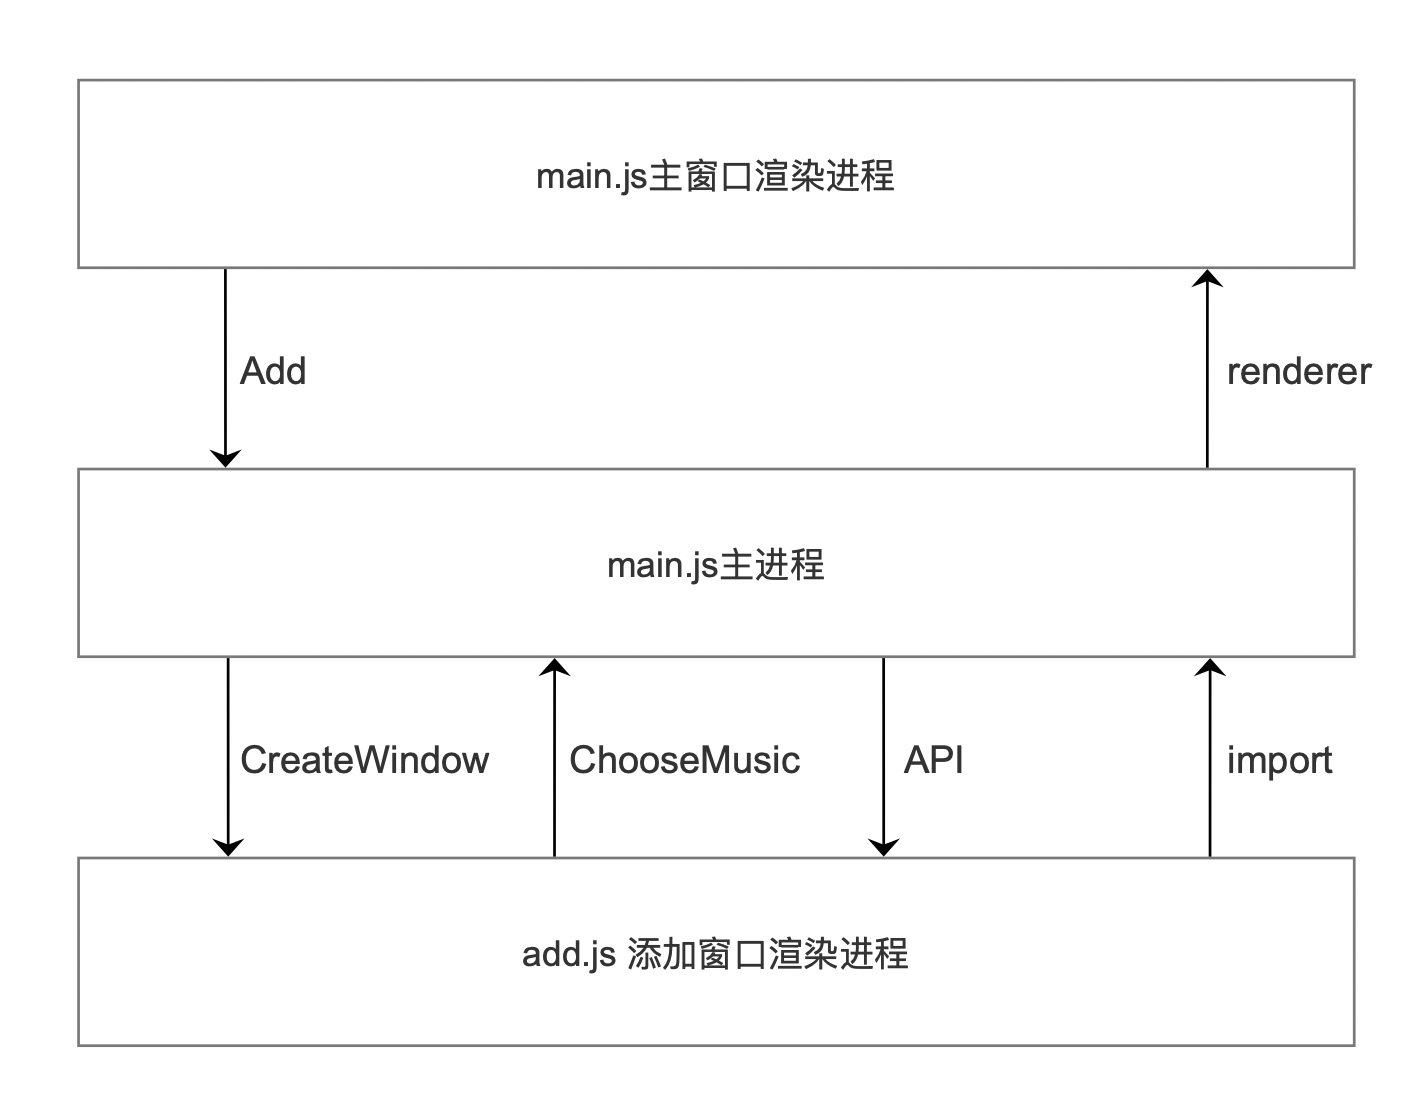 main.js主窗口渲染进程
Add
renderer
main.js主进程
CreateWindow
ChooseMusic
API
import
add.js 添加窗口渲染进程